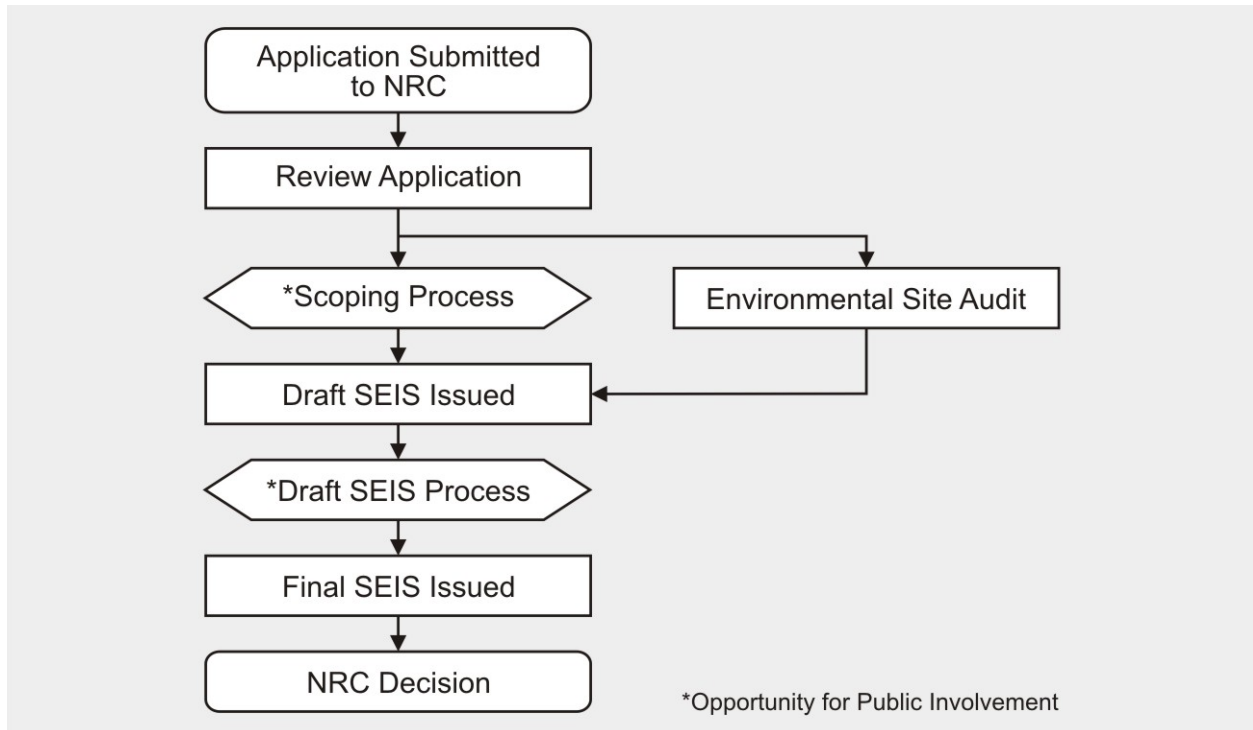 Application Submitted
to NRC
Review Application
*Scoping Process
Environmental Site Audit
Draft SEIS Issued
*Draft SEIS Process
Final SEIS Issued
NRC Decision
*Opportunity for Public Involvement